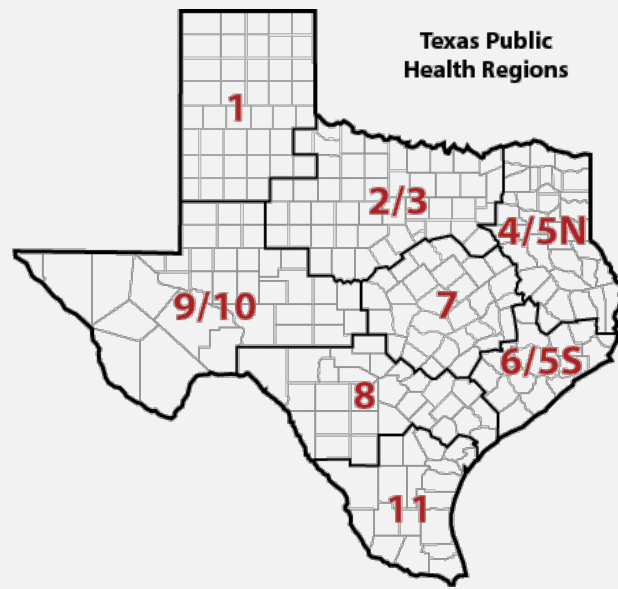 Texas Public
Health Regions
1
2/3
4/5N
9/10
7
6/5S
8
11